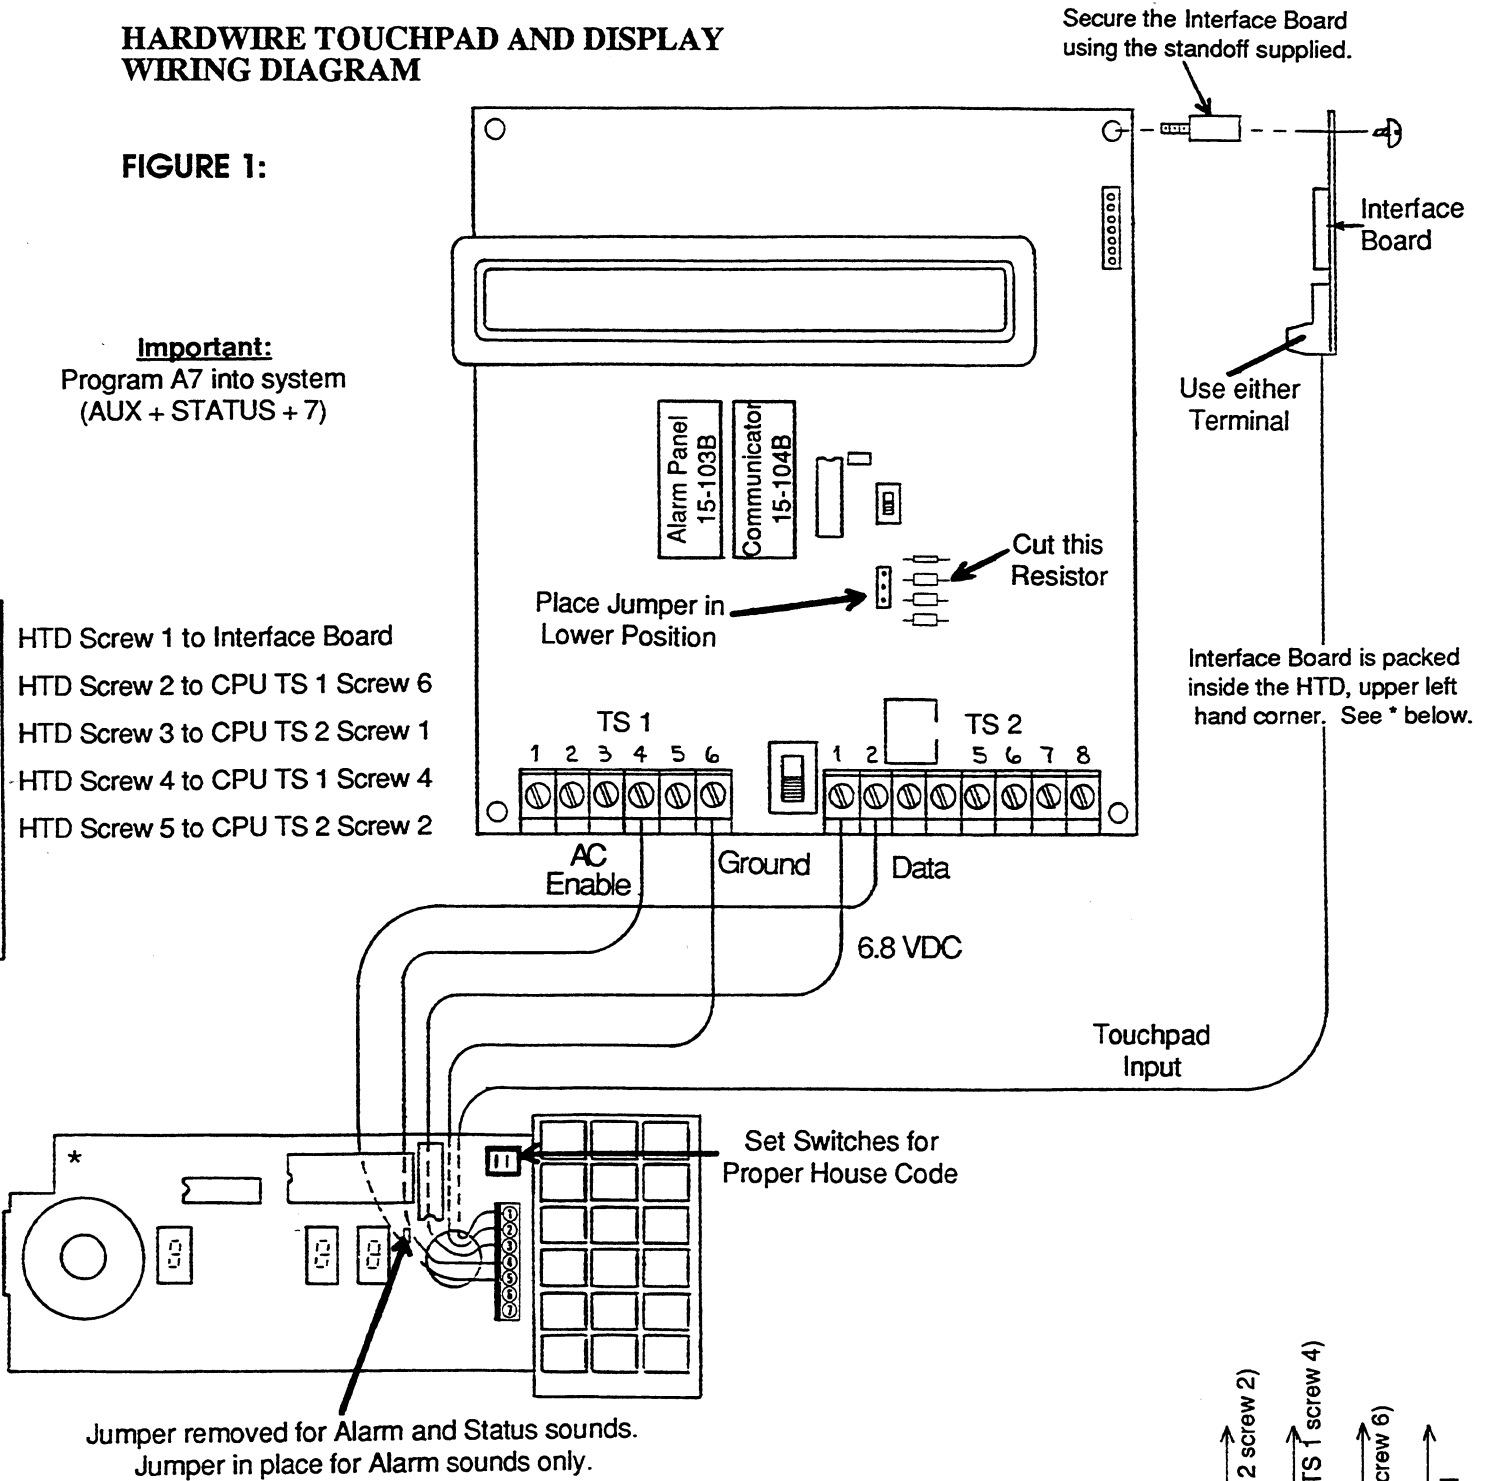 HARDWIRE TOUCHPAD AND DISPLAY
WIRING DIAGRAM
FIGURE 1:
Secure the Interface Board
using the standoff supplied.
Interface
Board
Use either
Terminal
Important:
Program A7 into system
(AUX + STATUS + 7)
Alarm Panel
15-103B
Communicator
15-104B
Cut this
Resistor
Place Jumper in
Lower Position
HTD Screw 1 to Interface Board
HTD Screw 2 to CPU TS 1 Screw 6
HTD Screw 3 to CPU TS 2 Screw 1
HTD Screw 4 to CPU TS 1 Screw 4
HTD Screw 5 to CPU TS 2 Screw 2
Interface Board is packed
inside the HTD, upper left
hand corner. See * below.
TS 1
TS 2
1 2 3 4 5 6
1 2 5 6 7 8
AC
Enable
Ground
Data
6.8 VDC
Touchpad
Input
*
Set Switches for
Proper House Code
1
2
3
4
5
6
7
Jumper removed for Alarm and Status sounds.
Jumper in place for Alarm sounds only.
2 screw 2)
TS 1 screw 4)
crew 6)